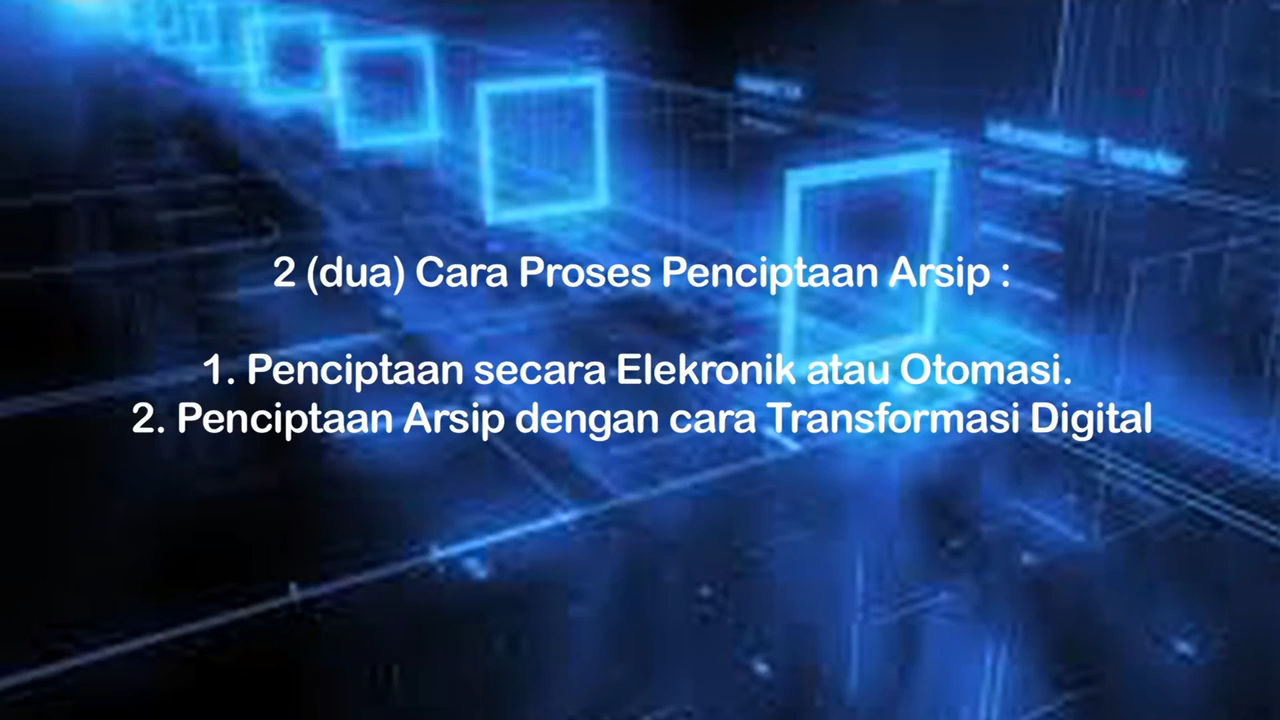 2 (dua) Cara Proses Penciptaan Arsip :
1. Penciptaan secara Elekronik atau Otomasi.
2. Penciptaan Arsip dengan cara Transformasi Digital